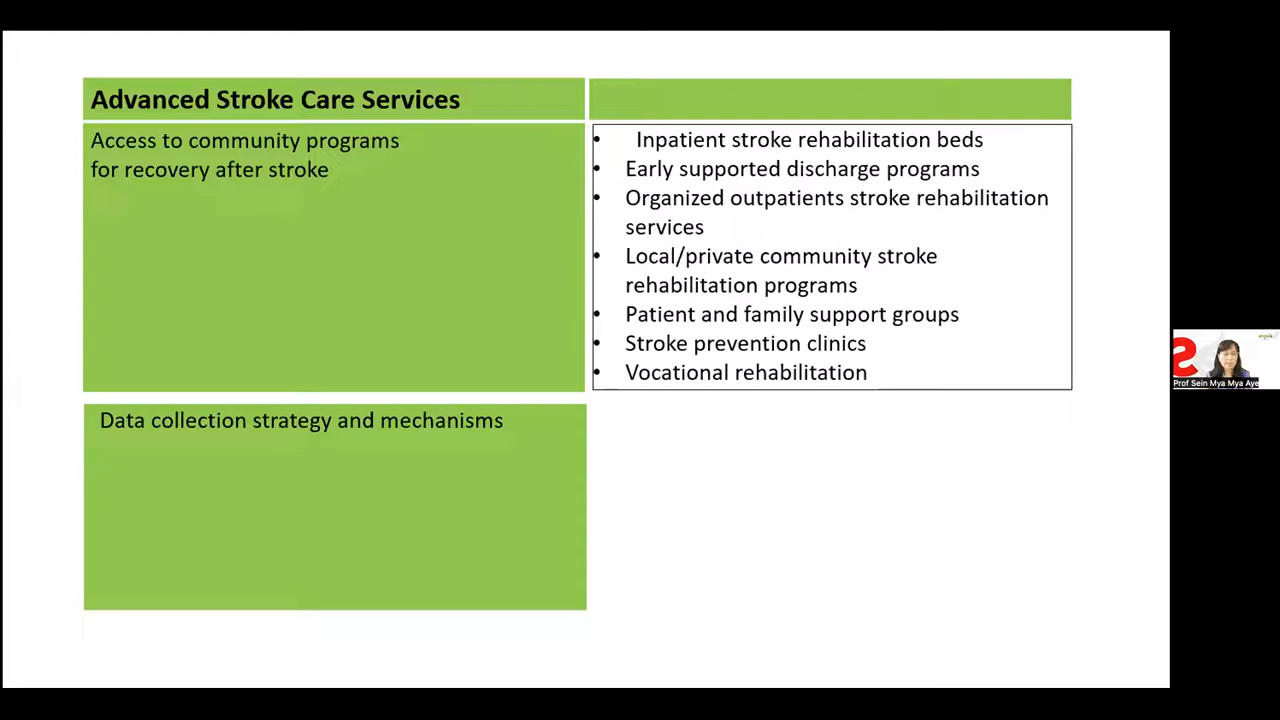 Advanced Stroke Care Services
Access to community programs
for recovery after stroke
• Inpatient stroke rehabilitation beds
• Early supported discharge programs
• Organized outpatients stroke rehabilitation
services
• Local/private community stroke
rehabilitation programs
• Patient and family support groups
• Stroke prevention clinics
• Vocational rehabilitation
Data collection strategy and mechanisms
Prof Sein Mya Mya Aye